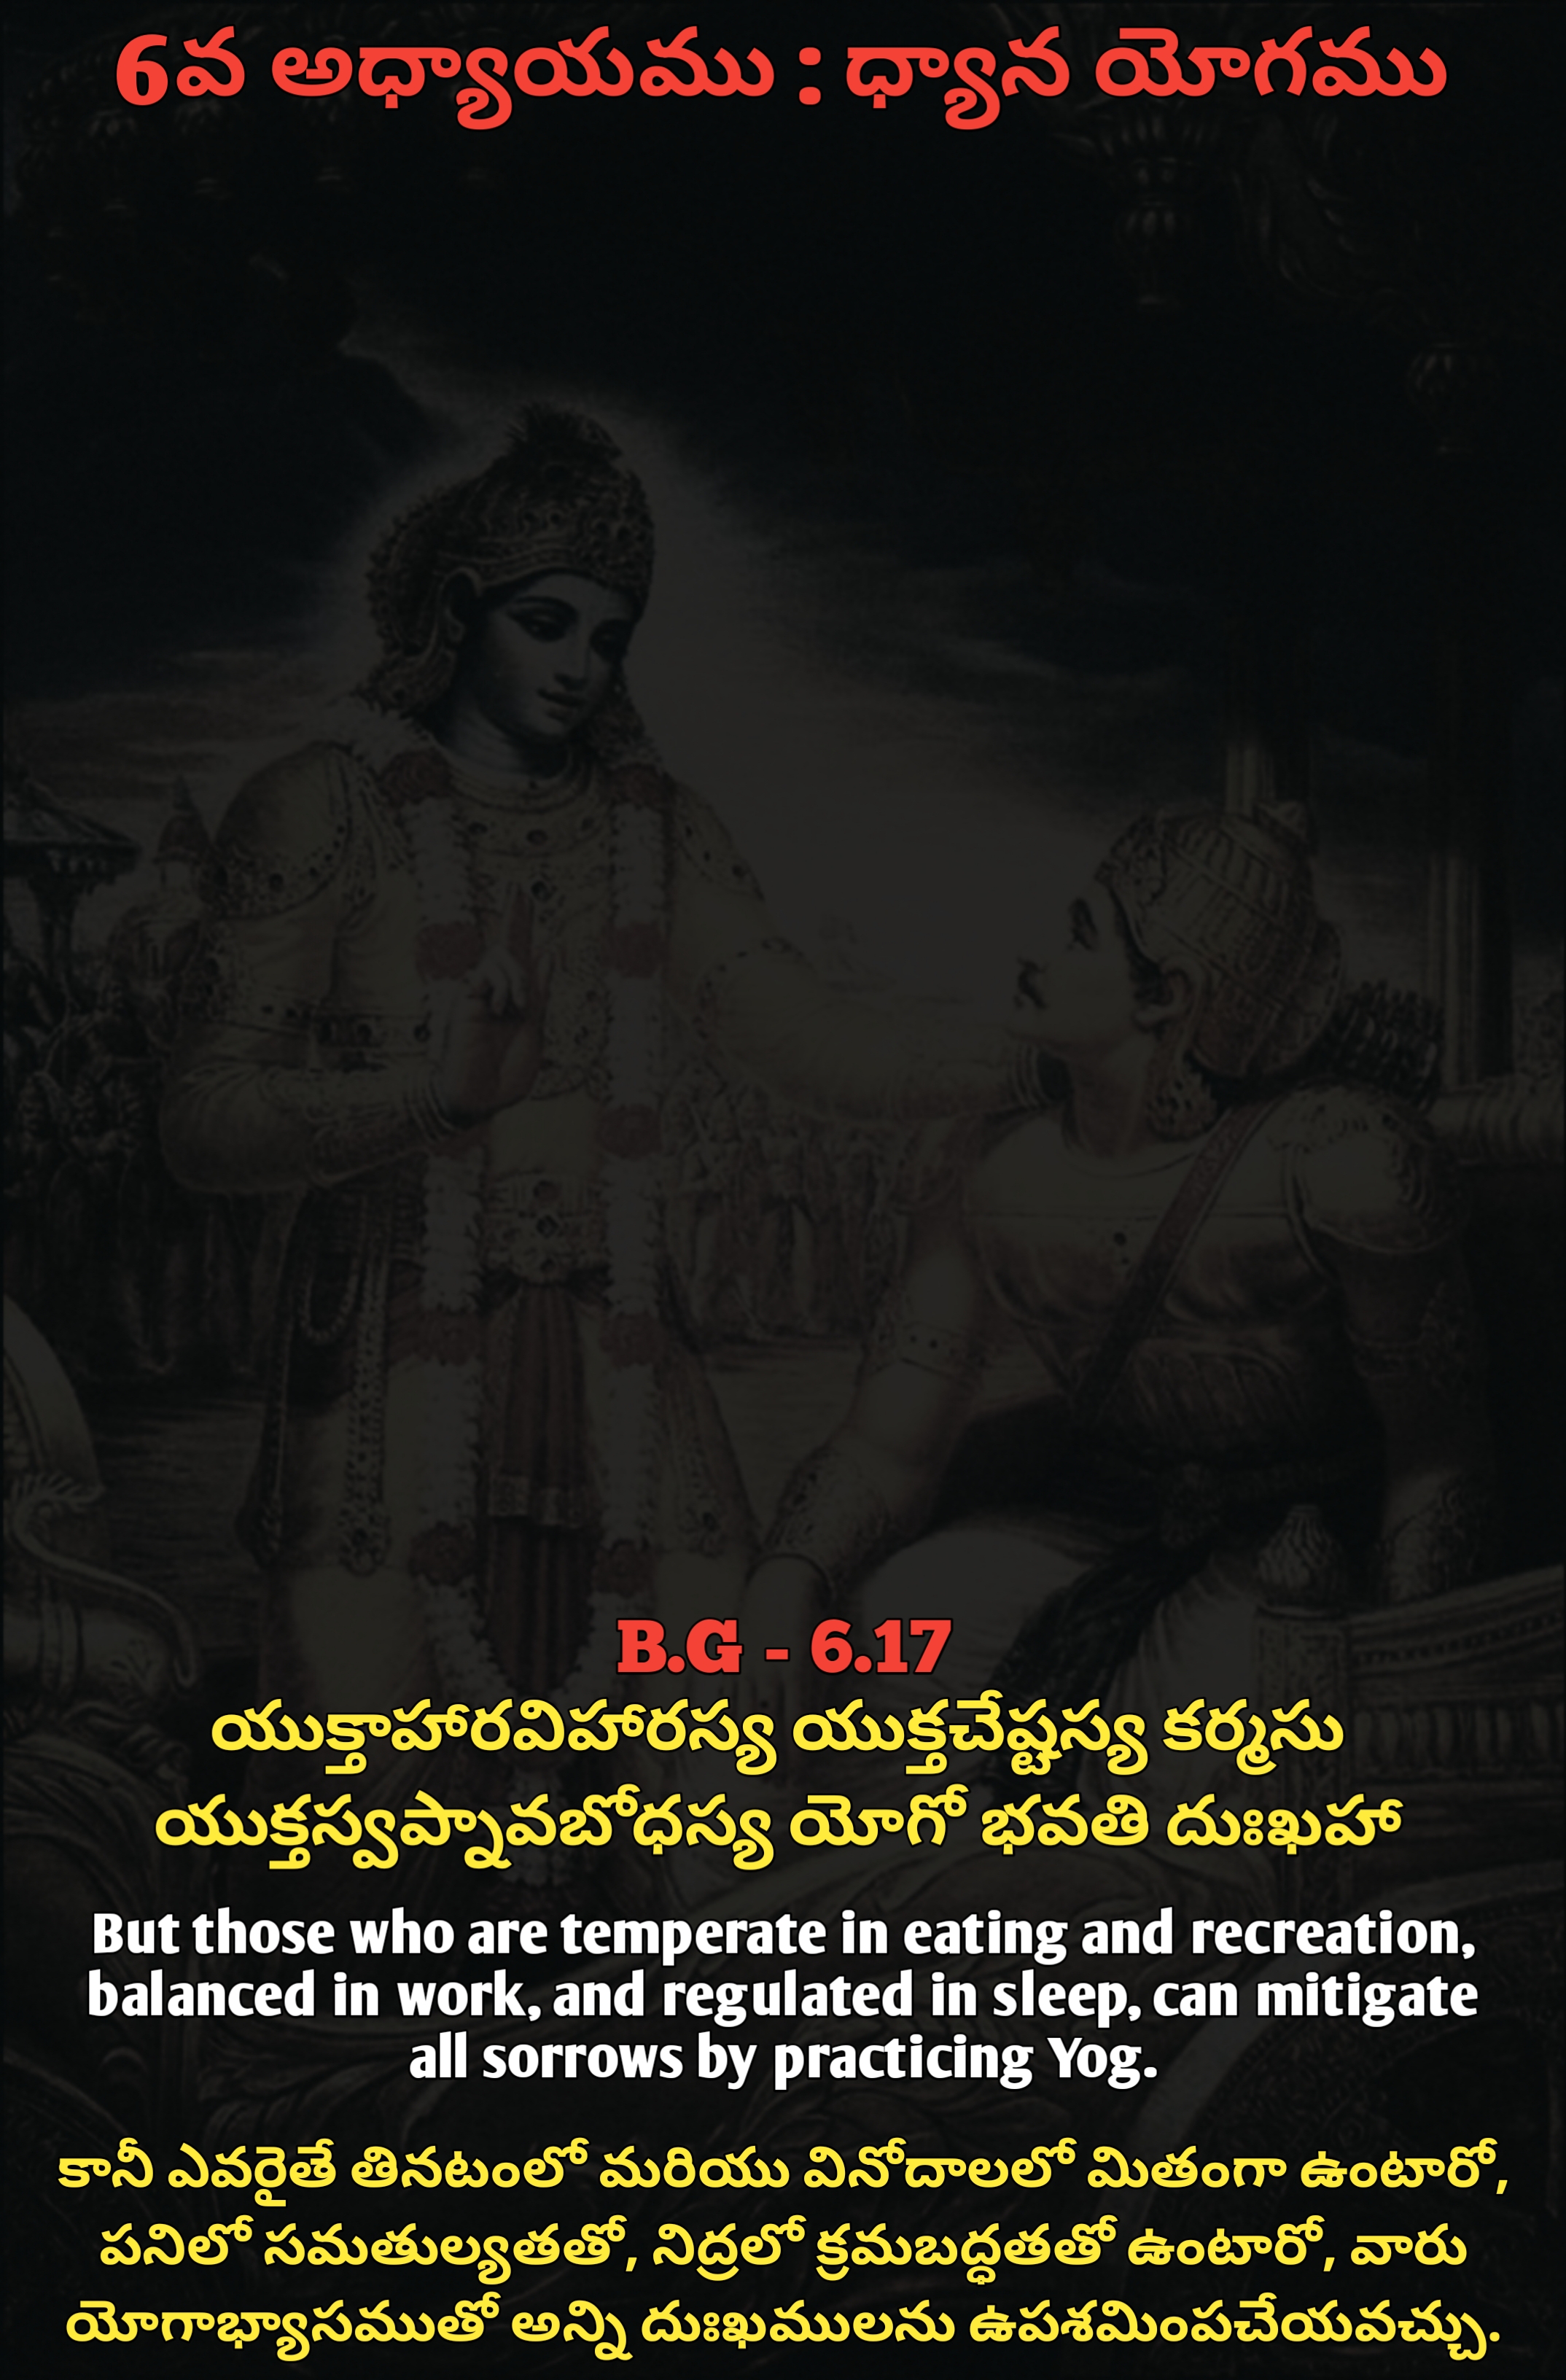 6వ అధ్యాయము : ధ్యాన యోగము
B.G - 6.17
యుక్తాహారవిహారస్య యుక్తచేష్టస్య కర్మసు
యుక్తస్వప్నావబోధస్య యోగో భవతి దుఃఖహా
But those who are temperate in eating and recreation,
balanced in work, and regulated in sleep, can mitigate
all sorrows by practicing Yog.
కానీ ఎవరైతే తినటంలో మరియు వినోదాలలో మితంగా ఉంటారో,
పనిలో సమతుల్యతతో, నిద్రలో క్రమబద్ధతతో ఉంటారో, వారు
యోగాభ్యాసముతో అన్ని దుఃఖములను ఉపశమింపచేయవచ్చు.